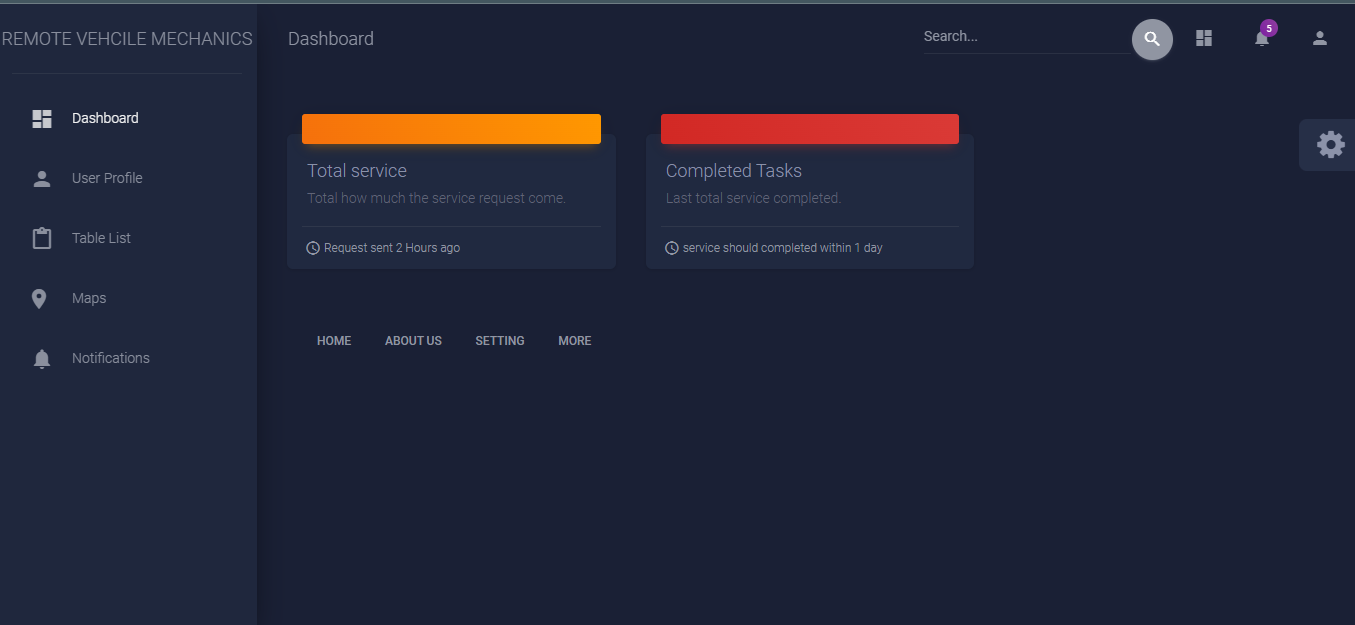 REMOTE VEHCILE MECHANICS
Dashboard
Search...
5
Dashboard
User Profile
Table List
Maps
Notifications
Total service
Total how much the service request come.
Request sent 2 Hours ago
Completed Tasks
Last total service completed.
service should completed within 1 day
HOME ABOUT US SETTING MORE